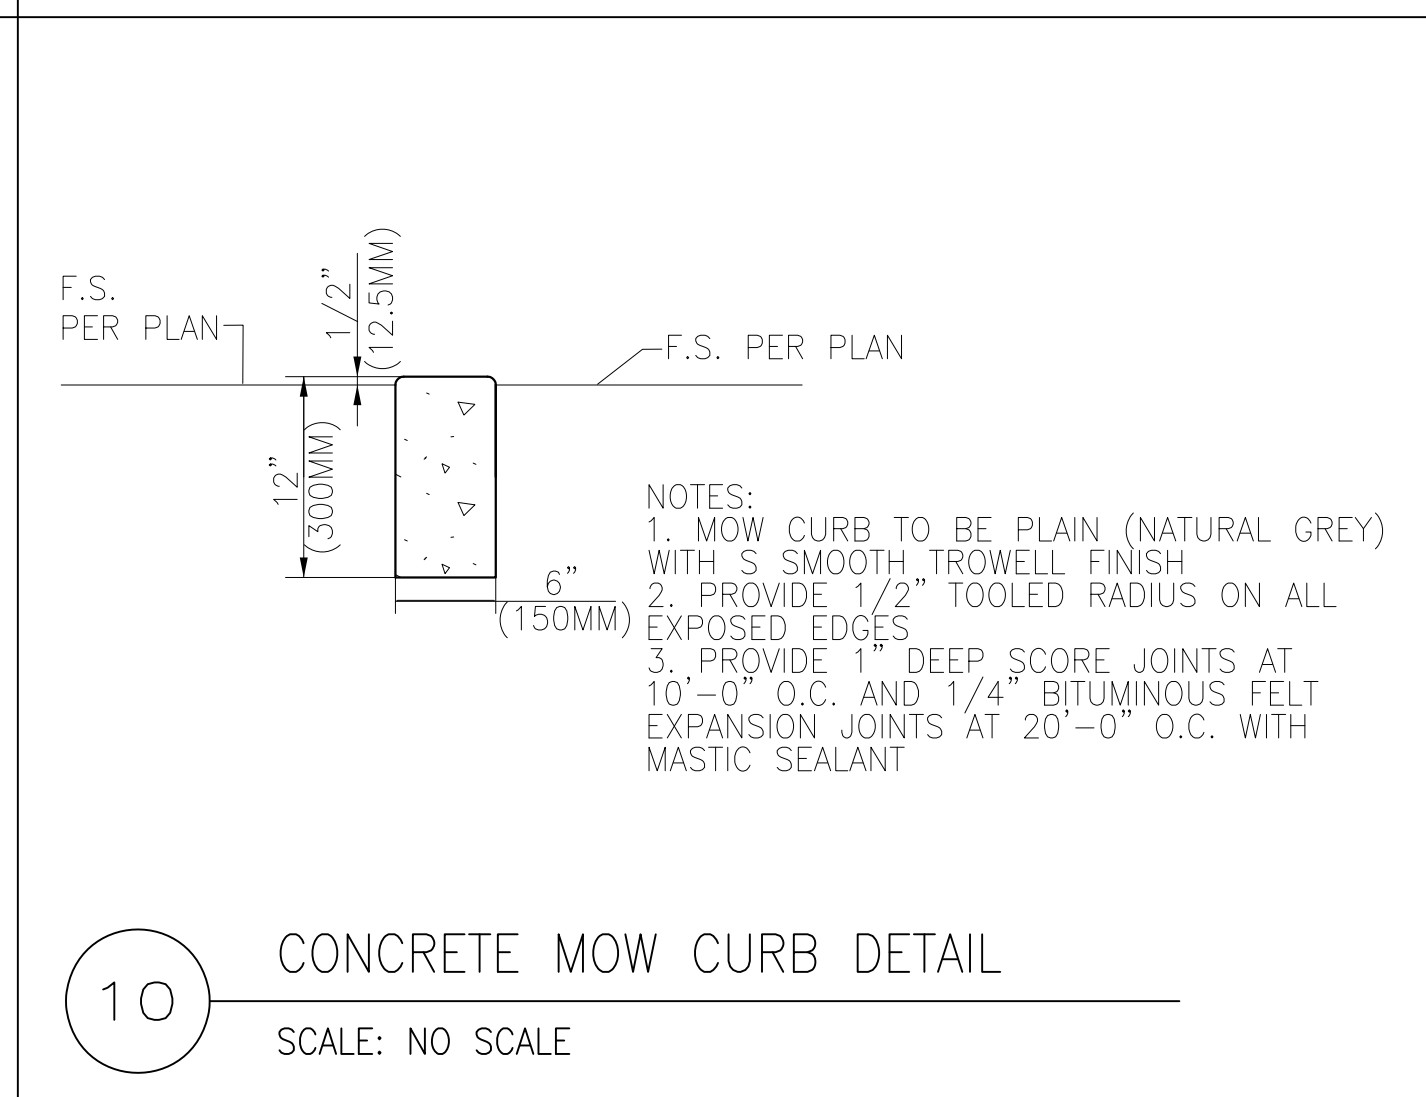 F.S.
PER PLAN
1/2"
(12.5MM)
F.S. PER PLAN
12"
(300MM)
6"
(150MM)
NOTES:
1. MOW CURB TO BE PLAIN (NATURAL GREY)
WITH S SMOOTH TROWELL FINISH
2. PROVIDE 1/2" TOOLED RADIUS ON ALL
EXPOSED EDGES
3. PROVIDE 1" DEEP SCORE JOINTS AT
10'-0" O.C. AND 1/4" BITUMINOUS FELT
EXPANSION JOINTS AT 20'-0" O.C. WITH
MASTIC SEALANT
10
CONCRETE MOW CURB DETAIL
SCALE: NO SCALE